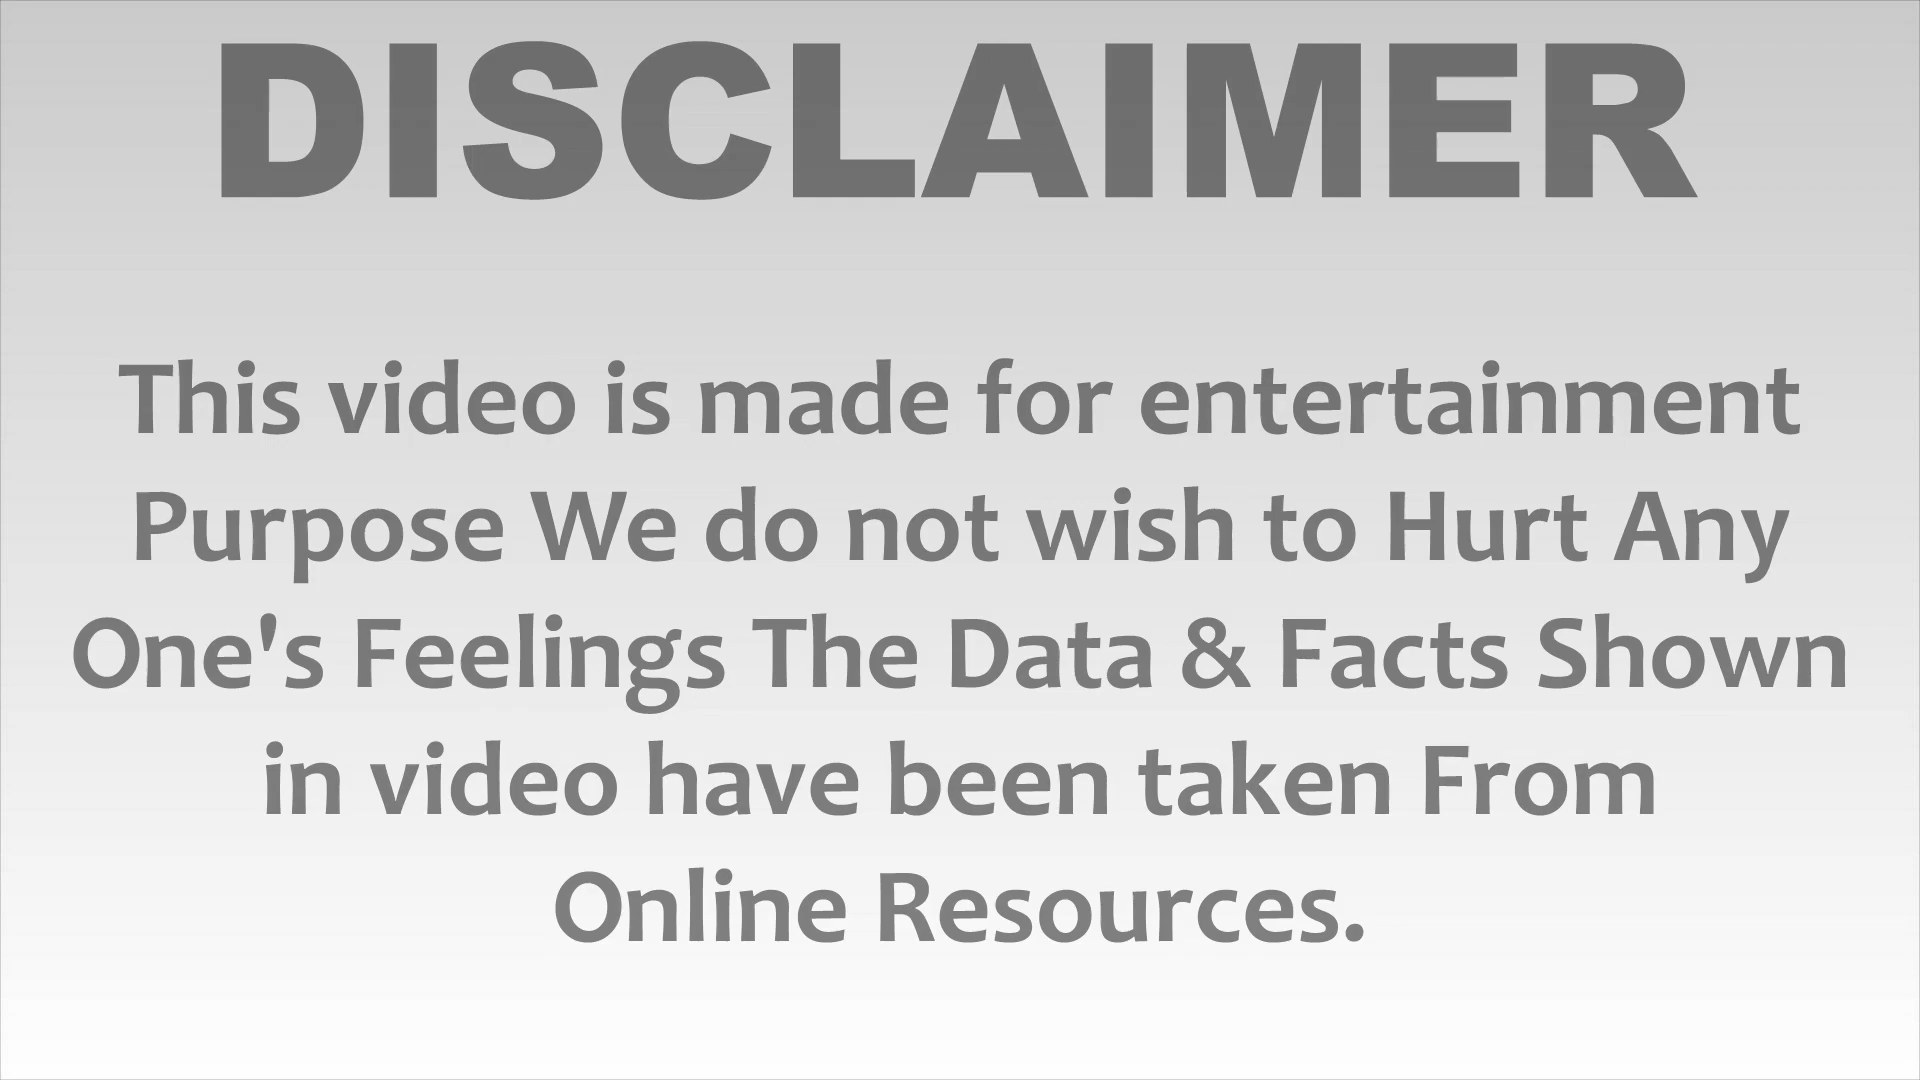 DISCLAIMER
This video is made for entertainment
Purpose We do not wish to Hurt Any
One's Feelings The Data & Facts Shown
in video have been taken From
Online Resources.